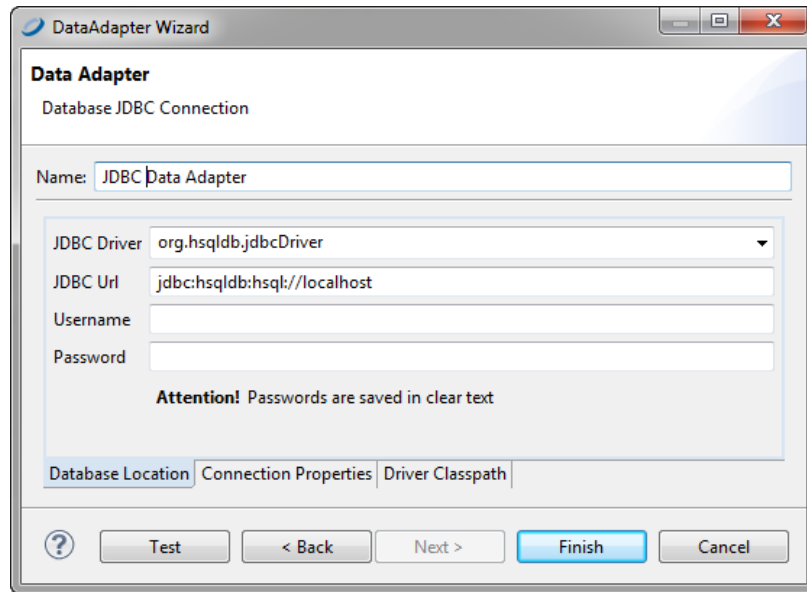 DataAdapter Wizard
Data Adapter
Database JDBC Connection
Name: JDBC Data Adapter
JDBC Driver org.hsqldb.jdbcDriver
JDBC Url jdbc:hsqldb:hsql://localhost
Username
Password
Attention! Passwords are saved in clear text
Database Location Connection Properties Driver Classpath
? Test < Back Next > Finish Cancel